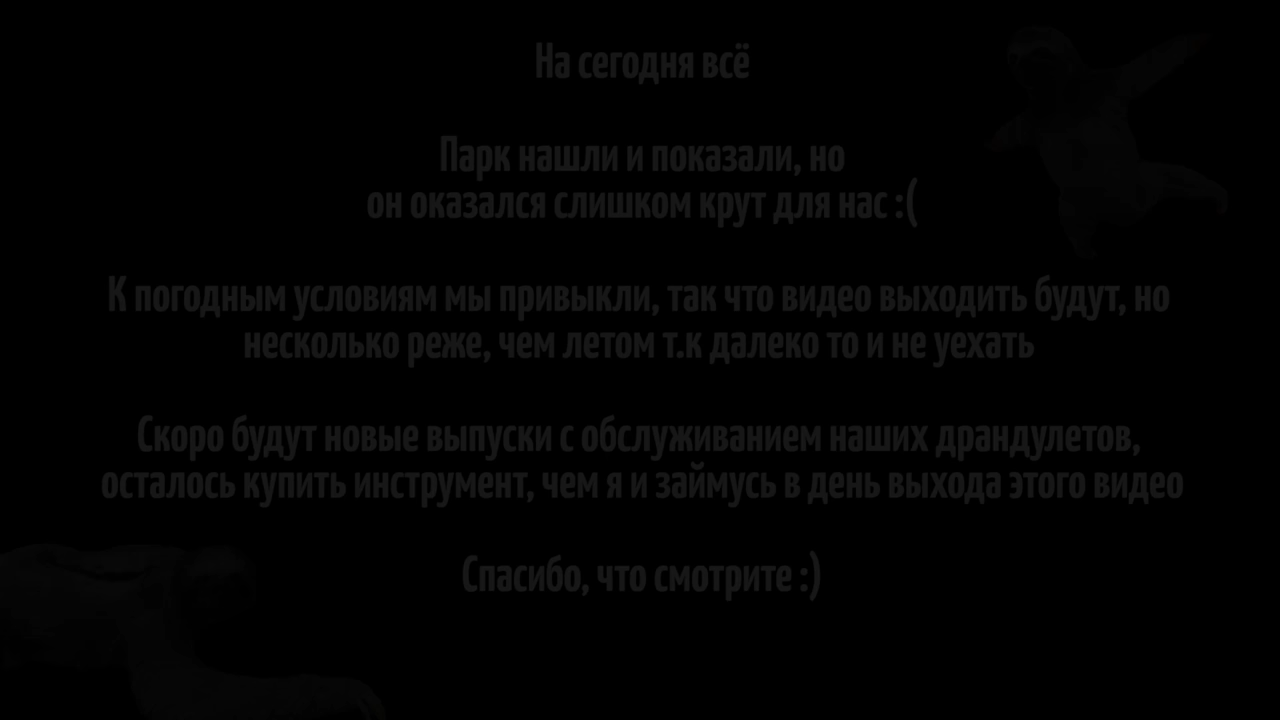 На сегодня всё
Парк нашли и показали, но
он оказался слишком крут для нас :(
К погодным условиям мы привыкли, так что видео выходить будут, но
несколько реже, чем летом т.к далеко то и не уехать
Скоро будут новые выпуски с обслуживанием наших драндулетов,
осталось купить инструмент, чем я и займусь в день выхода этого видео
Спасибо, что смотрите :)